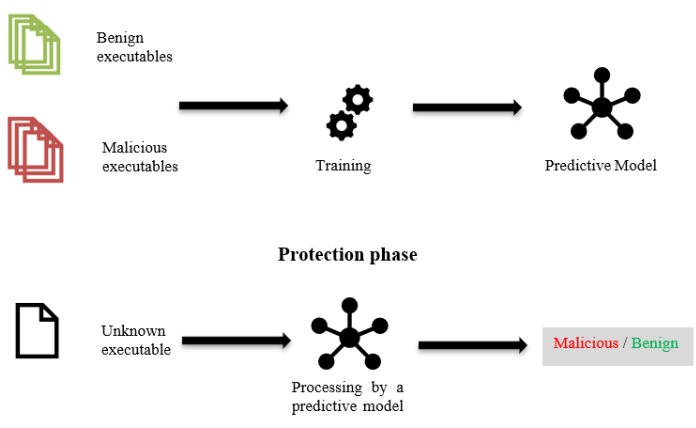 Benign
executables
Malicious
executables
Training
Predictive Model
Protection phase
Unknown
executable
Processing by a
predictive model
Malicious / Benign